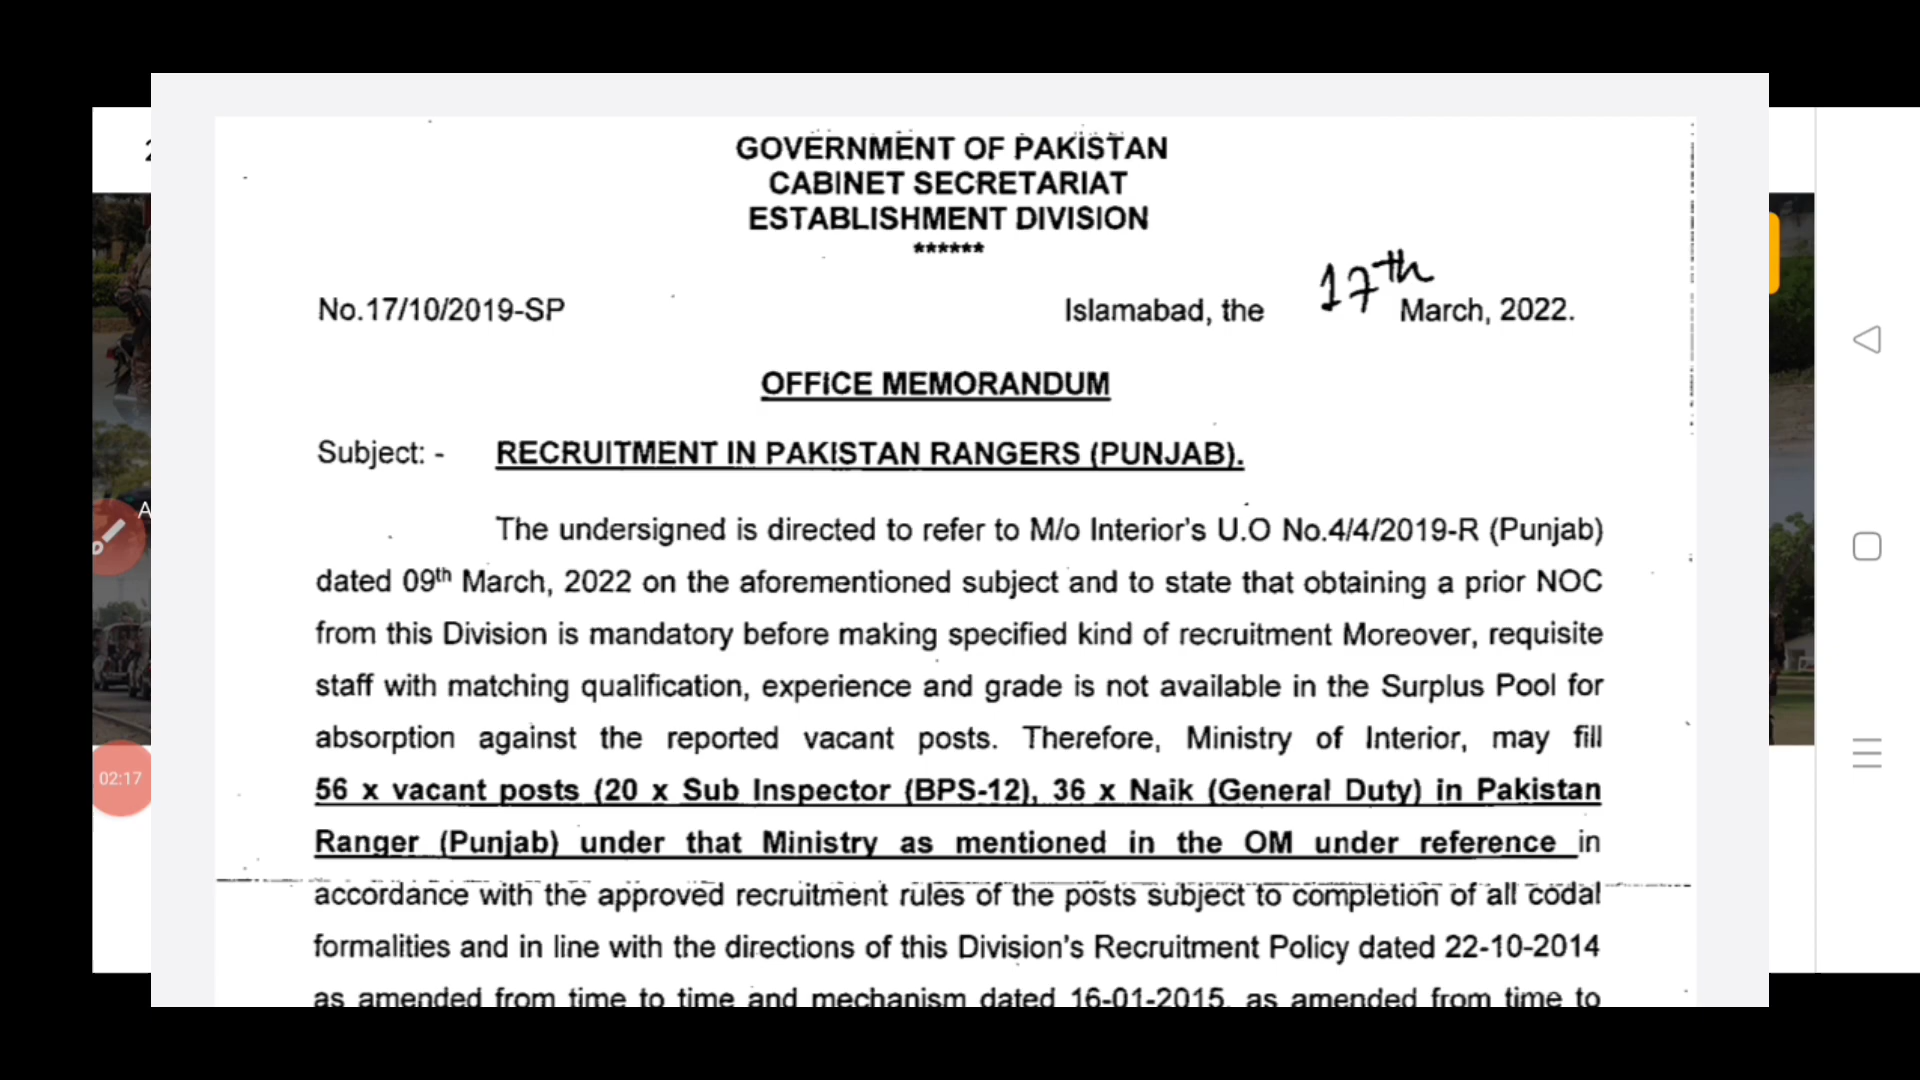 GOVERNMENT OF PAKISTAN
CABINET SECRETARIAT
ESTABLISHMENT DIVISION
******
No.17/10/2019-SP Islamabad, the 17th March, 2022.
OFFICE MEMORANDUM
Subject: - RECRUITMENT IN PAKISTAN RANGERS (PUNJAB).
The undersigned is directed to refer to M/o Interior's U.O No.4/4/2019-R (Punjab)
dated 09th March, 2022 on the aforementioned subject and to state that obtaining a prior NOC
from this Division is mandatory before making specified kind of recruitment Moreover, requisite
staff with matching qualification, experience and grade is not available in the Surplus Pool for
absorption against the reported vacant posts. Therefore, Ministry of Interior, may fill
56 x vacant posts (20 x Sub Inspector (BPS-12), 36 x Naik (General Duty) in Pakistan
Ranger (Punjab) under that Ministry as mentioned in the OM under reference in
accordance with the approved recruitment rules of the posts subject to completion of all codal
formalities and in line with the directions of this Division's Recruitment Policy dated 22-10-2014
as amended from time to time and mechanism dated 16-01-2015, as amended from time to
A
02:17